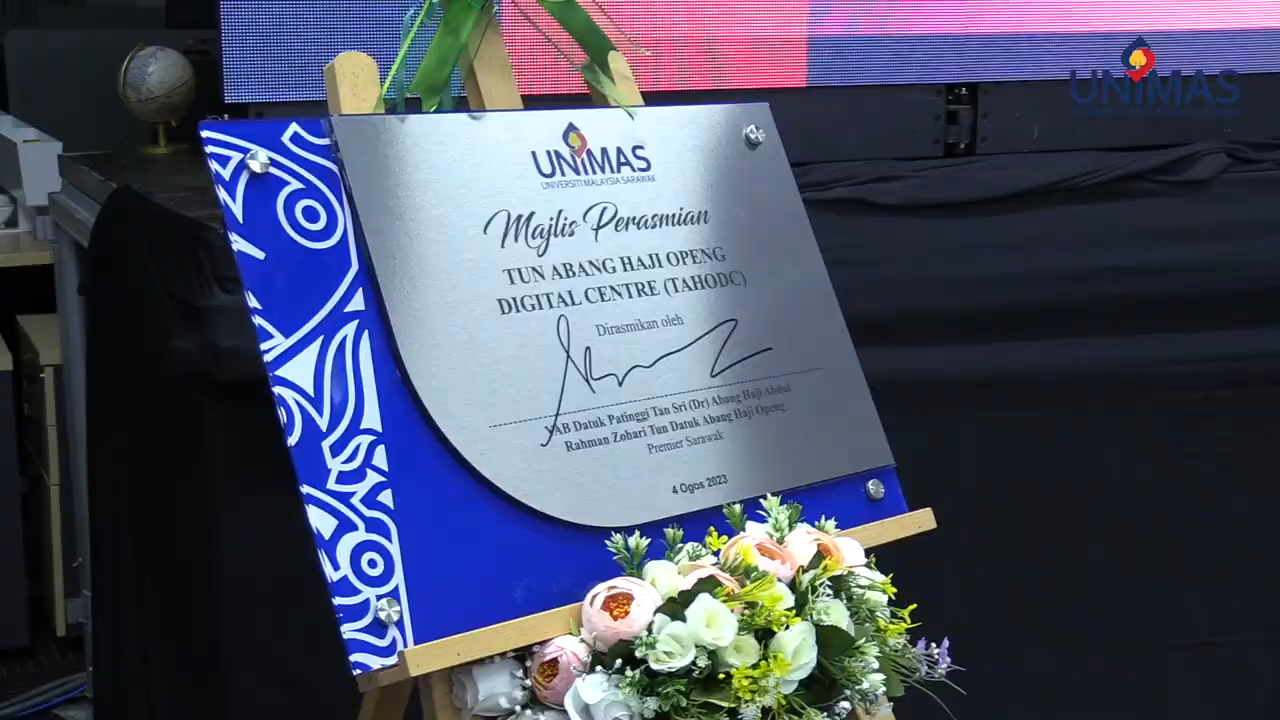 UNIMAS
UNIMAS
UNIVERSITI MALAYSIA SARAWAK
Majlis Perasmian
TUN ABANG HAJI OPENG
DIGITAL CENTRE (TAHODC)
Dirasmikan oleh
YAB Datuk Patinggi Tan Sri (Dr) Abang Haji Abdul
Rahman Zohari Tun Datuk Abang Haji Openg
Premier Sarawak
4 Ogos 2023